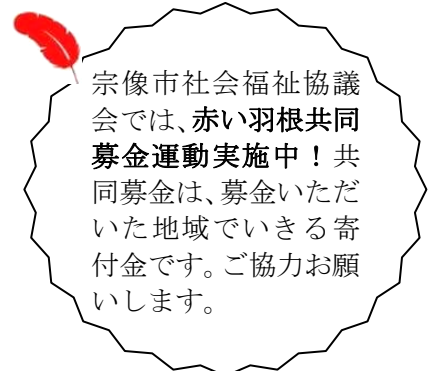 宗像市社会福祉協議
会では、赤い羽根共同
募金運動実施中！共
同募金は、募金いただ
いた地域でいきる寄
付金です。ご協力お願
いします。